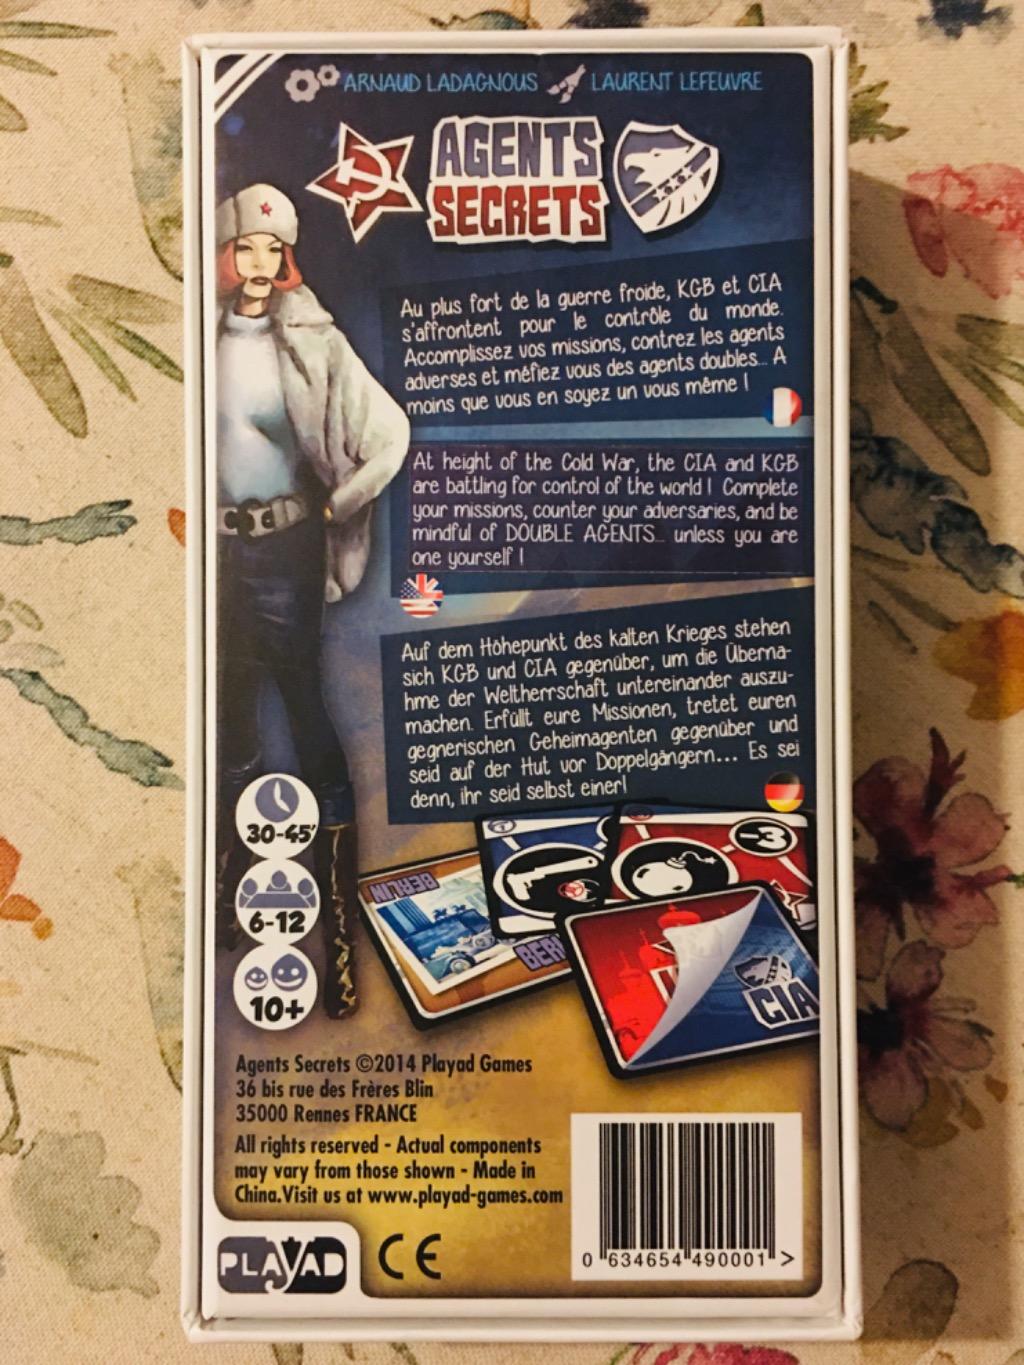 ARNAUD LADAGNOUS LAURENT LEFEUVRE
AGENTS
SECRETS
Au plus fort de la guerre froide, KGB et CIA
s'affrontent pour le contrôle du monde.
Accomplissez vos missions, contrez les agents
adverses et méfiez vous des agents doubles... A
moins que vous en soyez un vous même !
At height of the Cold War, the CIA and KGB
are battling for control of the world ! Complete
your missions, counter your adversaries, and be
mindful of DOUBLE AGENTS... unless you are
one yourself !
Auf dem Höhepunkt des kalten Krieges stehen
sich KGB und CIA gegenüber, um die Überna-
hme der Weltherrschaft untereinander auszu-
machen. Erfüllt eure Missionen, tretet euren
gegnerischen Geheimagenten gegenüber und
seid auf der Hut vor Doppelgängern... Es sei
denn, ihr seid selbst einer!
30-45'
6-12
10+
BERLIN
BER
-3
CIA
Agents Secrets ©2014 Playad Games
36 bis rue des Frères Blin
35000 Rennes FRANCE
All rights reserved - Actual components
may vary from those shown - Made in
China.Visit us at www.playad-games.com
PLAYAD
CE
0 634654 490001 >